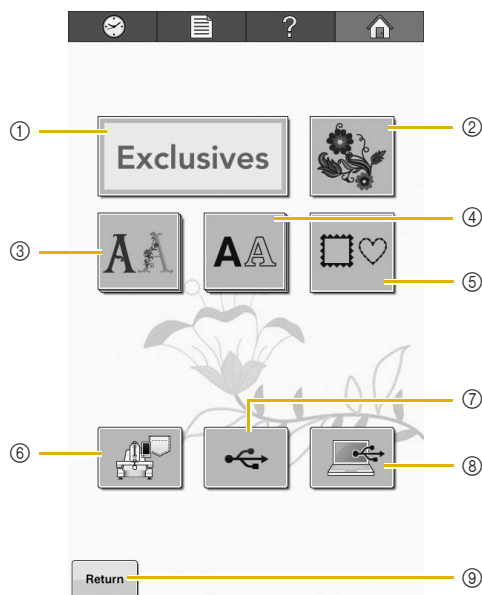 ?
① Exclusives ②
③ A A A A ④
⑤
⑦
⑥ ⑧
Return ⑨